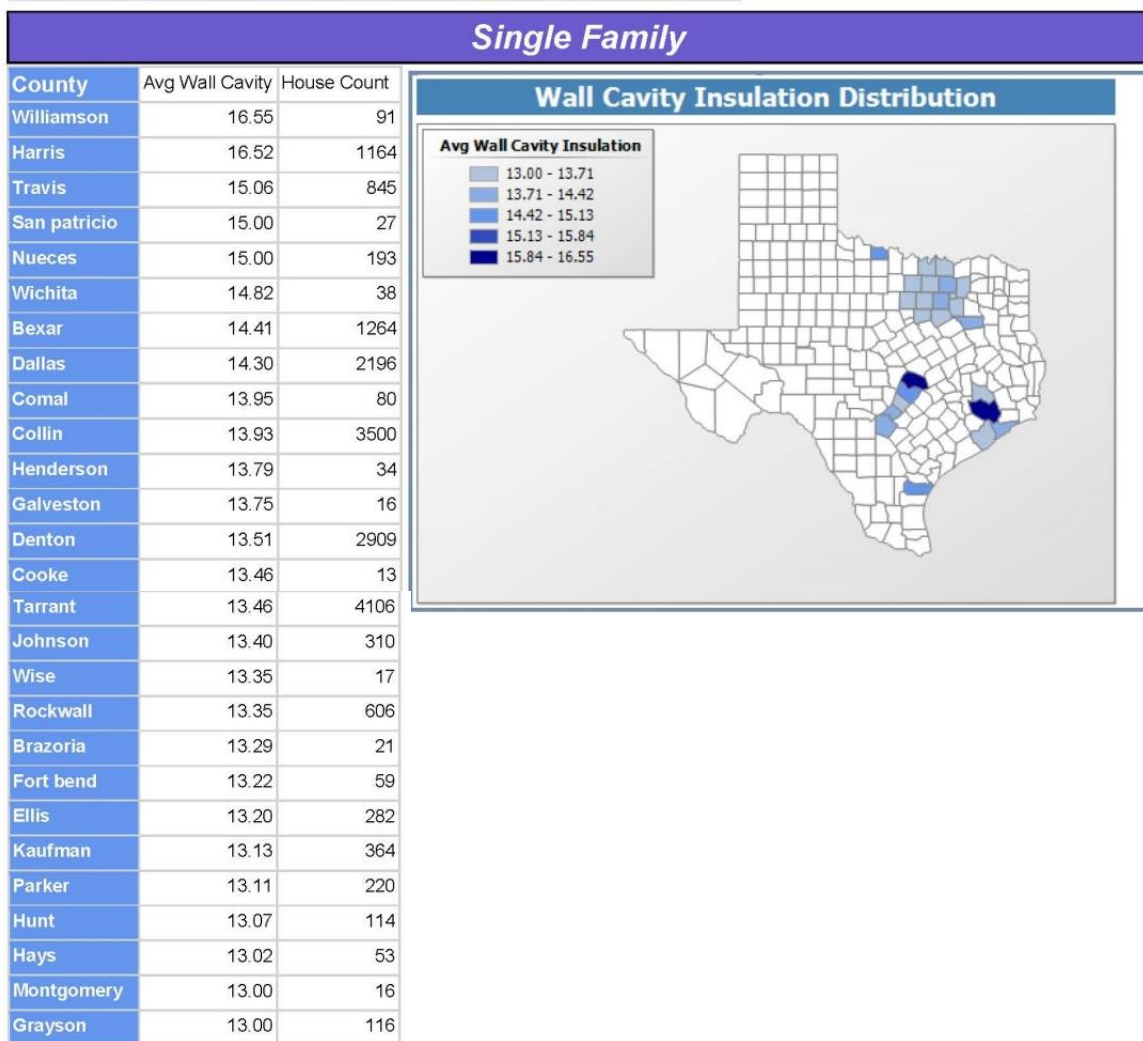 Single Family
County Avg Wall Cavity House Count
Williamson 16.55 91
Harris 16.52 1164
Travis 15.06 845
San patricio 15.00 27
Nueces 15.00 193
Wichita 14.82 38
Bexar 14.41 1264
Dallas 14.30 2196
Comal 13.95 80
Collin 13.93 3500
Henderson 13.79 34
Galveston 13.75 16
Denton 13.51 2909
Cooke 13.46 13
Tarrant 13.46 4106
Johnson 13.40 310
Wise 13.35 17
Rockwall 13.35 606
Brazoria 13.29 21
Fort bend 13.22 59
Ellis 13.20 282
Kaufman 13.13 364
Parker 13.11 220
Hunt 13.07 114
Hays 13.02 53
Montgomery 13.00 16
Grayson 13.00 116
Wall Cavity Insulation Distribution
Avg Wall Cavity Insulation
13.00 - 13.71
13.71 - 14.42
14.42 - 15.13
15.13 - 15.84
15.84 - 16.55